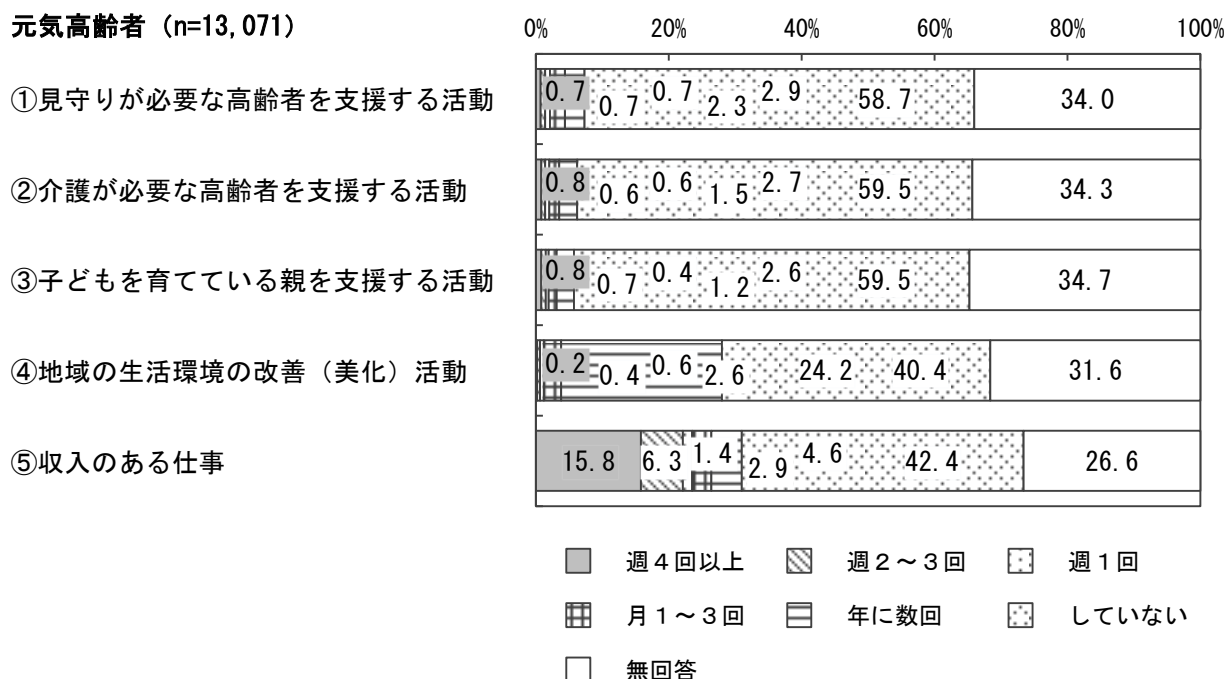 元気高齢者（n=13,071）
0% 20% 40% 60% 80% 100%
①見守りが必要な高齢者を支援する活動 0.7 0.7 0.7 2.3 2.9 58.7 34.0
②介護が必要な高齢者を支援する活動 0.8 0.6 0.6 1.5 2.7 59.5 34.3
③子どもを育てている親を支援する活動 0.8 0.7 0.4 1.2 2.6 59.5 34.7
④地域の生活環境の改善（美化）活動 0.2 0.4 0.6 2.6 24.2 40.4 31.6
⑤収入のある仕事 15.8 6.3 1.4 2.9 4.6 42.4 26.6
週４回以上 週２～３回 週１回
月１～３回 年に数回 していない
無回答